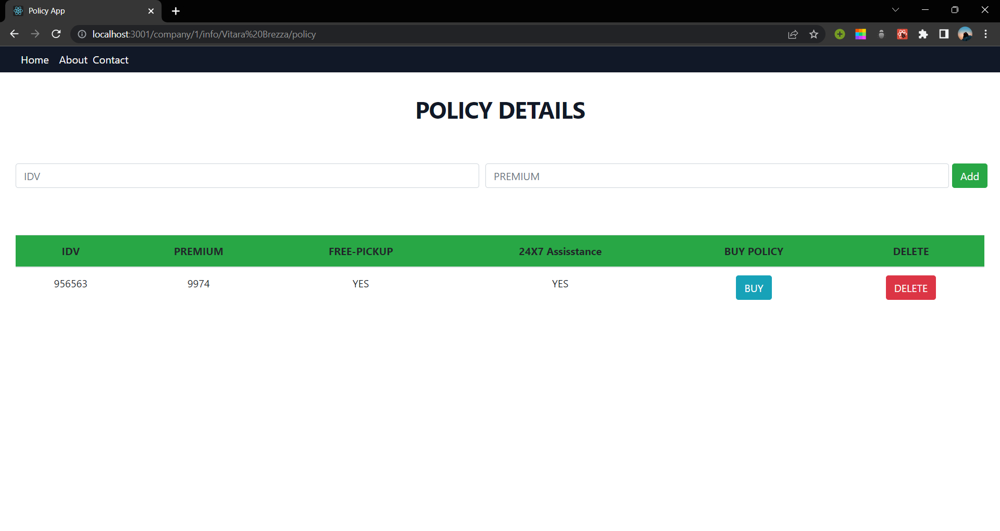 Policy App
localhost:3001/company/1/info/Vitara%20Brezza/policy
Home About Contact
POLICY DETAILS
IDV PREMIUM Add
IDV PREMIUM FREE-PICKUP 24X7 Assisstance BUY POLICY DELETE
956563 9974 YES YES BUY DELETE